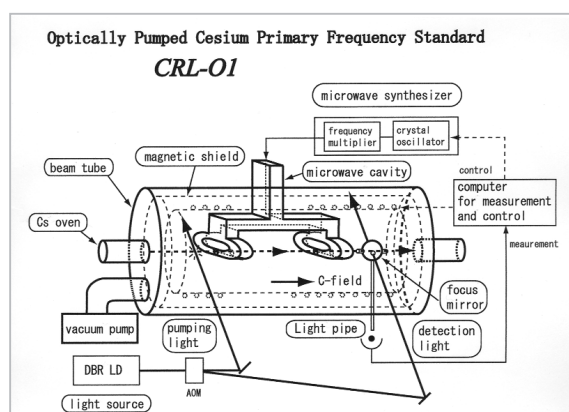 Optically Pumped Cesium Primary Frequency Standard
CRL-O1
microwave synthesizer
frequency
multiplier
crystal
oscillator
beam tube
magnetic shield
microwave cavity
control
computer
for measurement
and control
Cs oven
meaurement
C-field
focus
mirror
vacuum pump
pumping
light
Light pipe
detection
light
DBR LD
AOM
light source